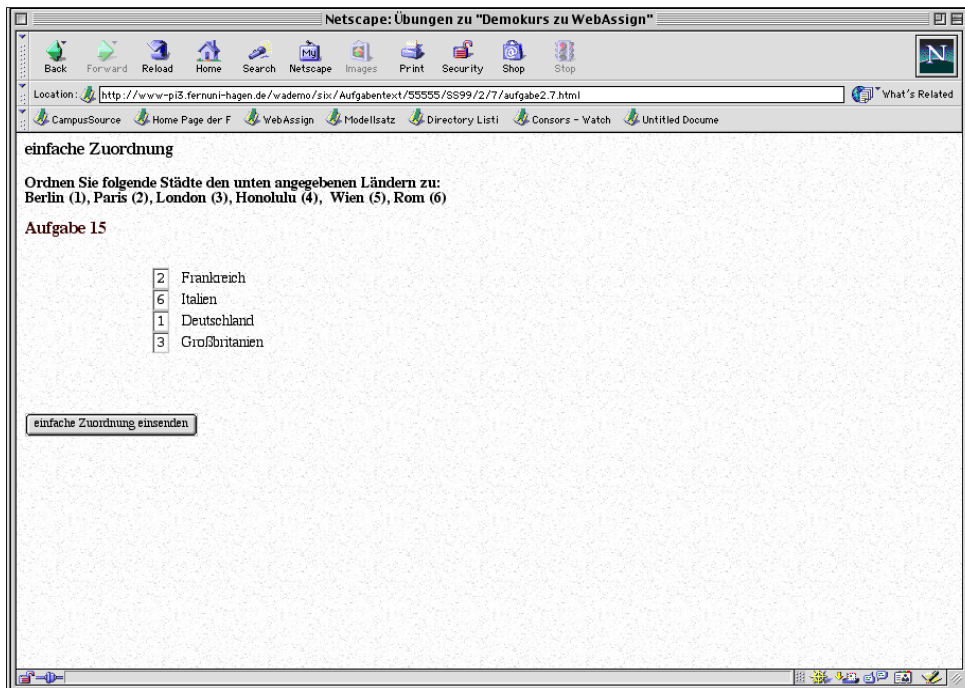 Netscape: Übungen zu "Demokurs zu WebAssign"
Back Forward Reload Home Search Netscape Images Print Security Shop Stop
My
N
Location: http://www-pi3.fernuni-hagen.de/wademo/six/Aufgabentext/55555/SS99/2/7/aufgabe2.7.html What's Related
CampusSource Home Page der F WebAssign Modellsatz Directory Listi Consors - Watch Untitled Docume
einfache Zuordnung
Ordnen Sie folgende Städte den unten angegebenen Ländern zu:
Berlin (1), Paris (2), London (3), Honolulu (4), Wien (5), Rom (6)
Aufgabe 15
2 Frankreich
6 Italien
1 Deutschland
3 Großbritanien
einfache Zuordnung einsenden